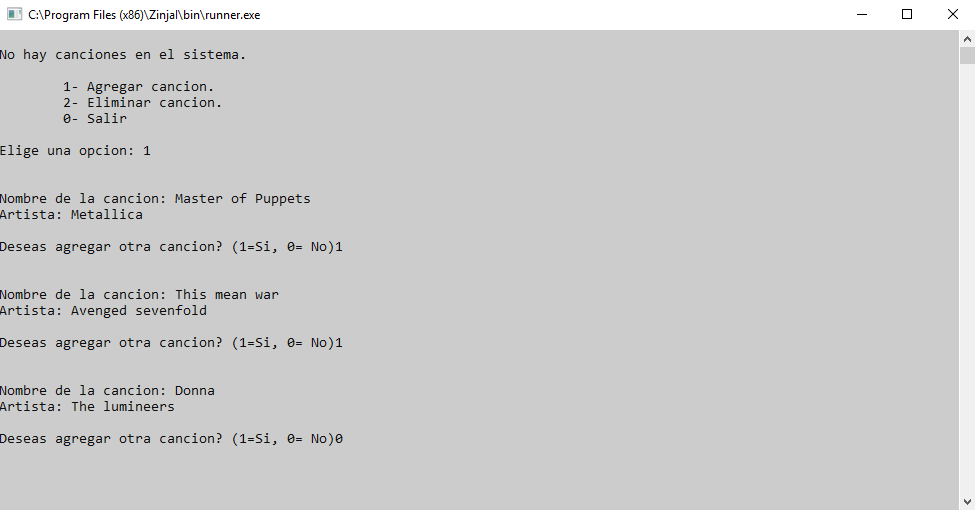 C:\Program Files (x86)\Zinjal\bin\runner.exe
No hay canciones en el sistema.
1- Agregar cancion.
2- Eliminar cancion.
0- Salir
Elige una opcion: 1
Nombre de la cancion: Master of Puppets
Artista: Metallica
Deseas agregar otra cancion? (1=Si, 0= No)1
Nombre de la cancion: This mean war
Artista: Avenged sevenfold
Deseas agregar otra cancion? (1=Si, 0= No)1
Nombre de la cancion: Donna
Artista: The lumineers
Deseas agregar otra cancion? (1=Si, 0= No)0